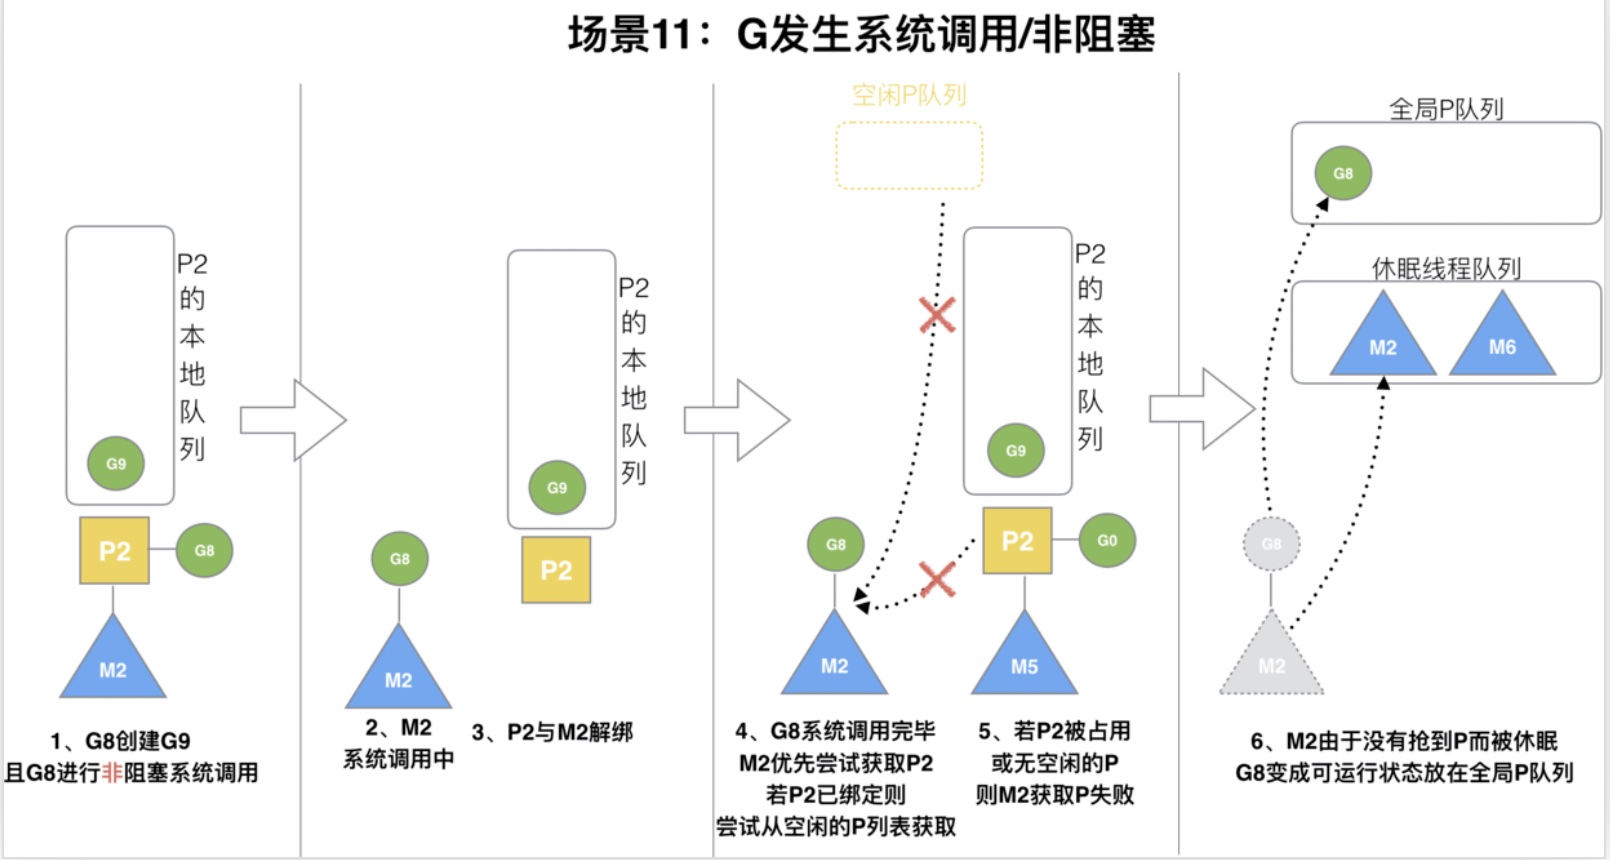 场景11：G发生系统调用/非阻塞
P2
的
本
地
队
列
G9
P2
G8
M2
1、G8创建G9
且G8进行非阻塞系统调用
P2
的
本
地
队
列
G9
G8
P2
M2
2、M2
系统调用中
3、P2与M2解绑
空闲P队列
P2
的
本
地
队
列
G9
G8
P2
G0
M2
M5
4、G8系统调用完毕
M2优先尝试获取P2
若P2已绑定则
尝试从空闲的P列表获取
5、若P2被占用
或无空闲的P
则M2获取P失败
全局P队列
G8
休眠线程队列
M2
M6
G8
M2
6、M2由于没有抢到P而被休眠
G8变成可运行状态放在全局P队列